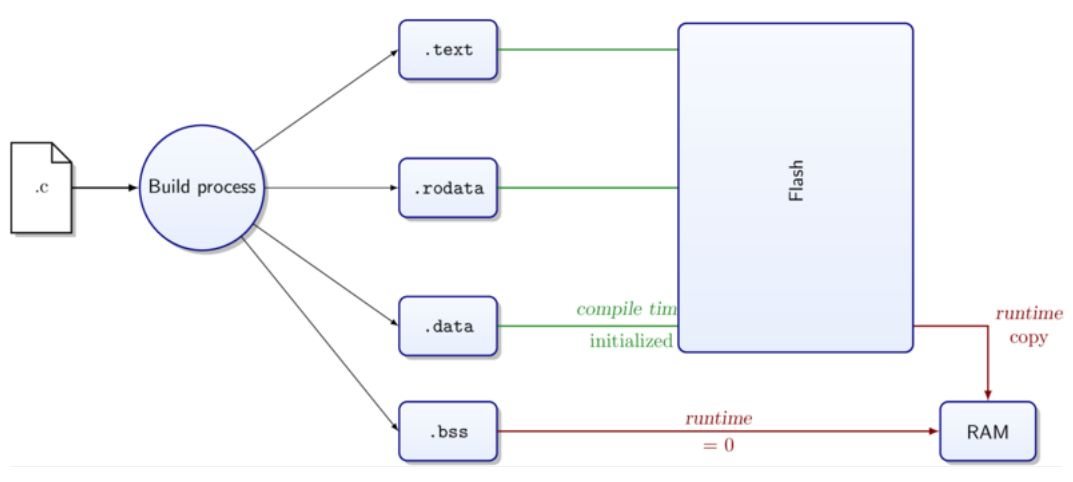 .c
Build process
.text
.rodata
.data
.bss
compile tim
initialized
Flash
runtime
copy
runtime
= 0
RAM